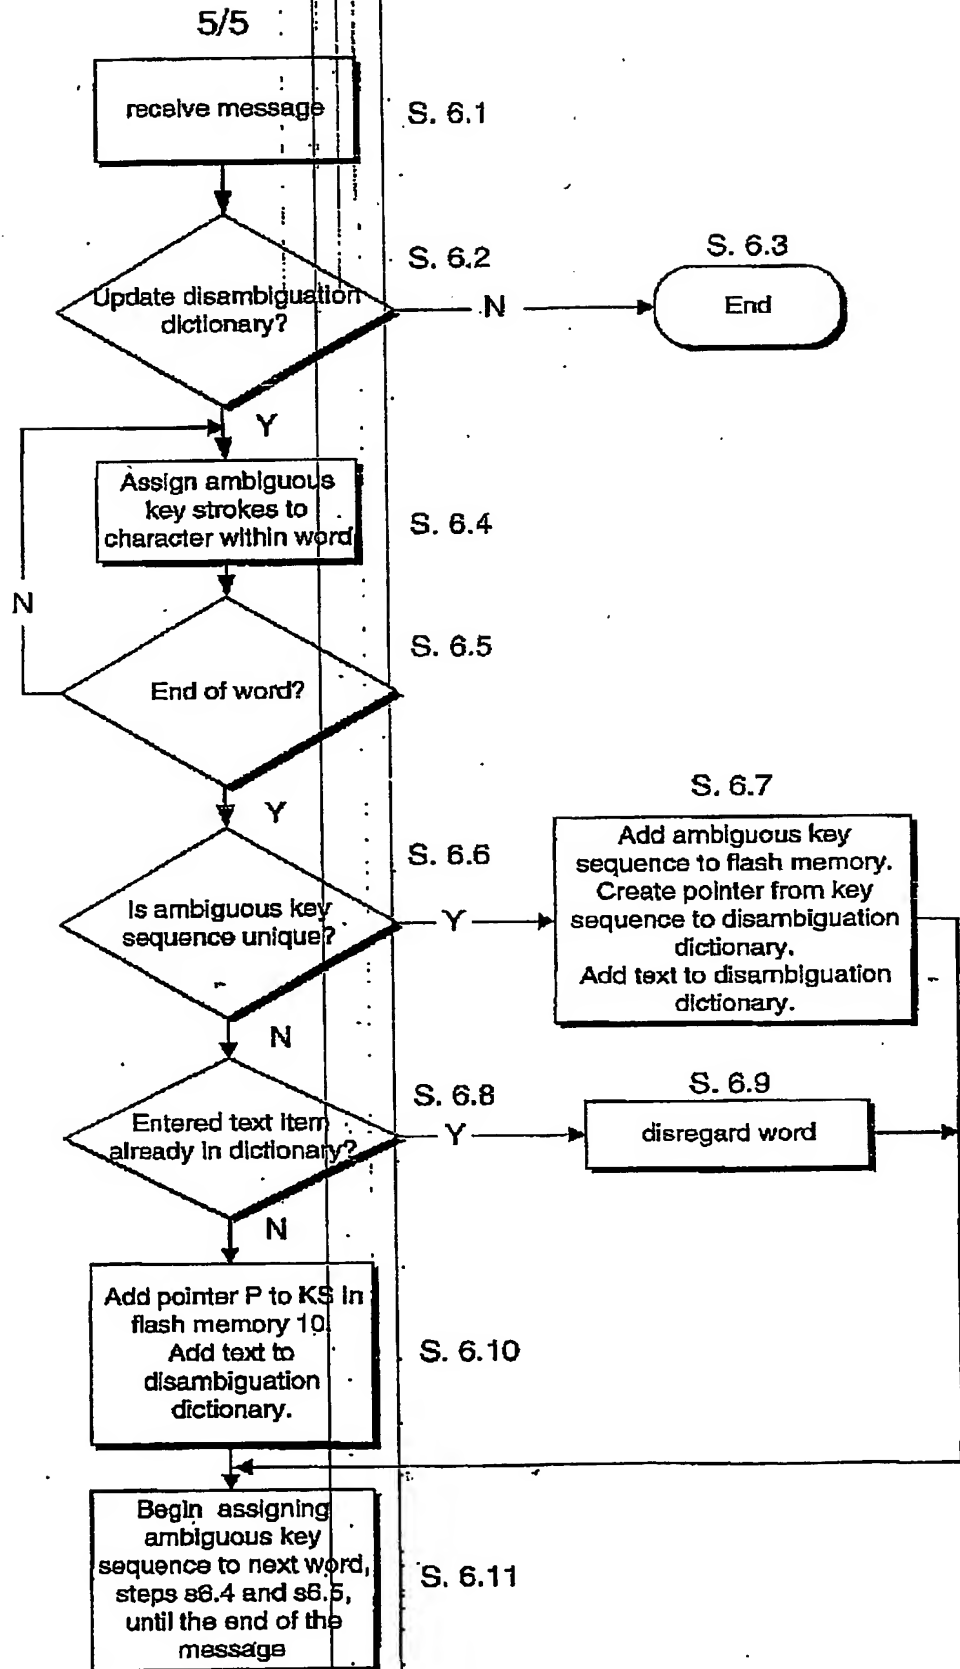 5/5
receive message
S. 6.1
Update disambiguation
dictionary?
S. 6.2
N
S. 6.3
End
Y
Assign ambiguous
key strokes to
character within word
S. 6.4
N
End of word?
S. 6.5
Y
Is ambiguous key
sequence unique?
S. 6.6
Y
S. 6.7
Add ambiguous key
sequence to flash memory.
Create pointer from key
sequence to disambiguation
dictionary.
Add text to disambiguation
dictionary.
N
Entered text item
already in dictionary?
S. 6.8
Y
S. 6.9
disregard word
N
Add pointer P to KS in
flash memory 10.
Add text to
disambiguation
dictionary.
S. 6.10
Begin assigning
ambiguous key
sequence to next word,
steps s6.4 and s6.5,
until the end of the
message
S. 6.11